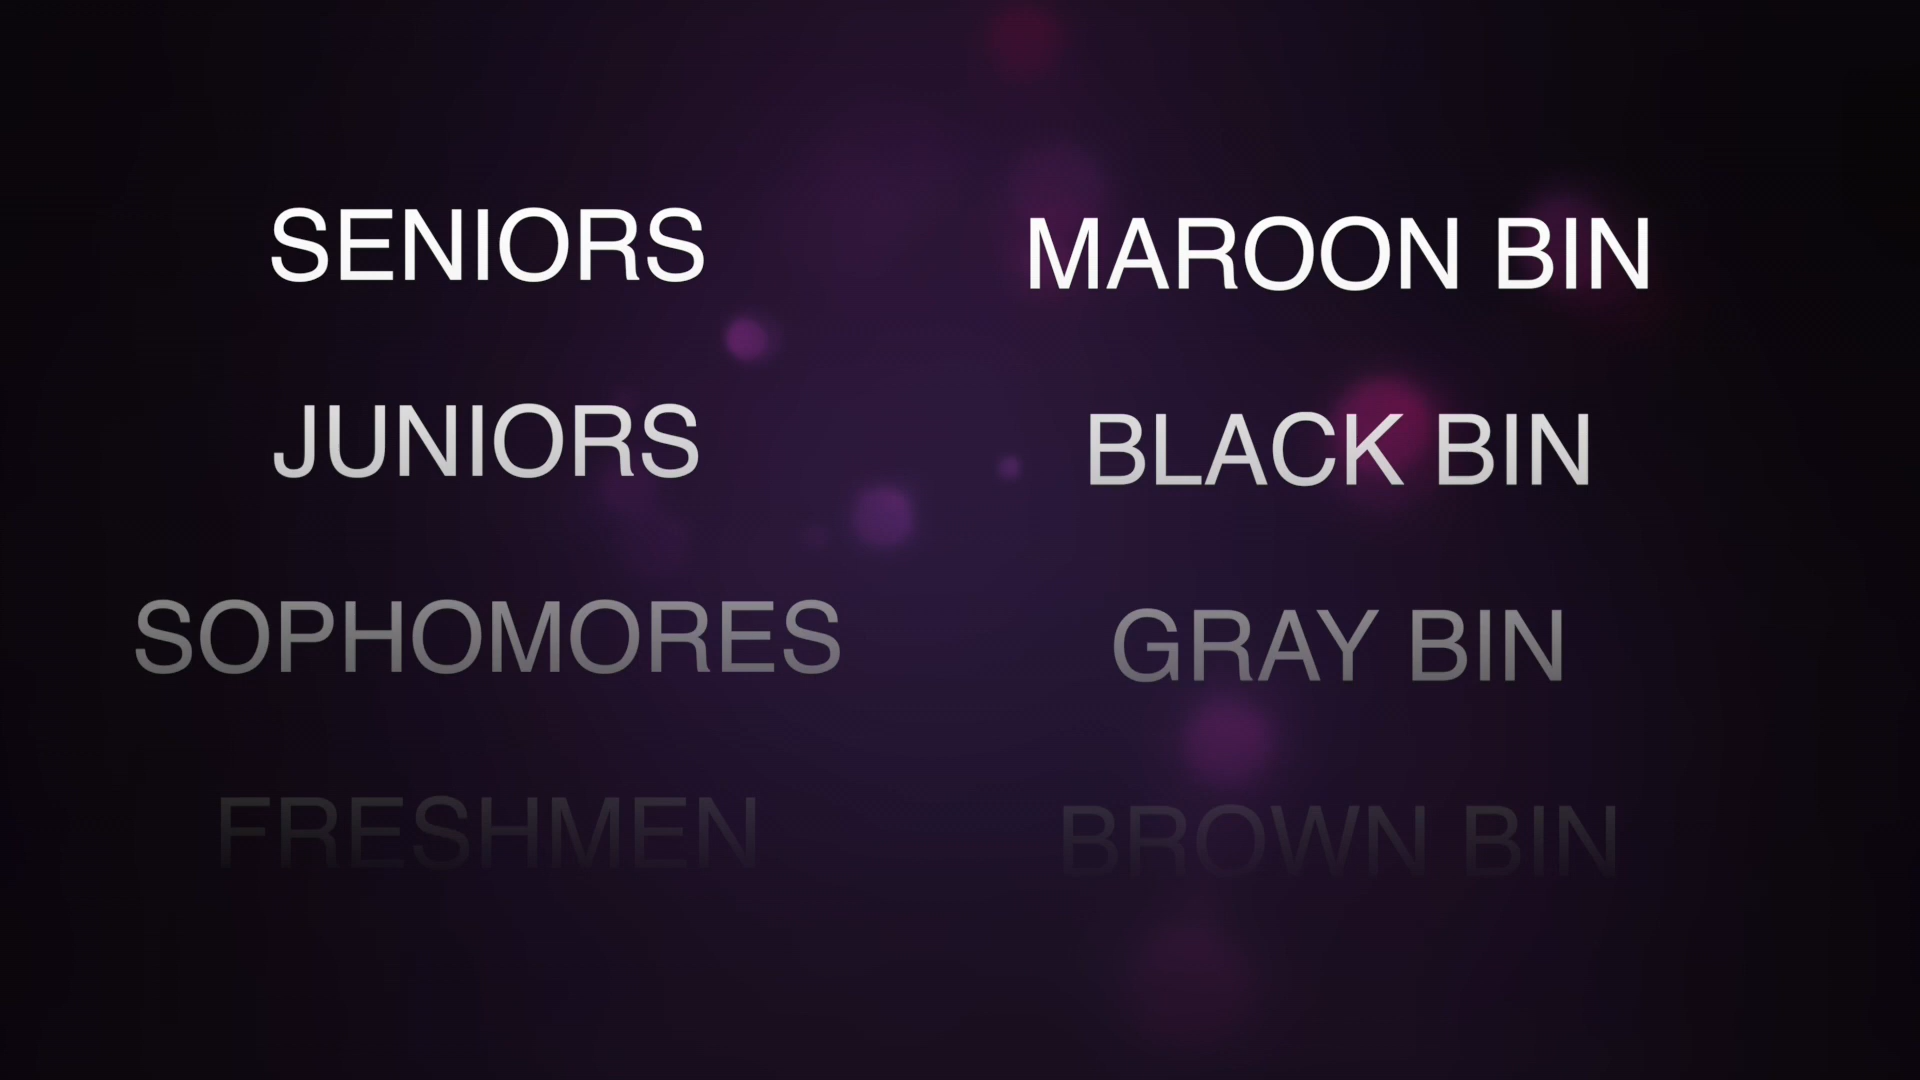 SENIORS MAROON BIN
JUNIORS BLACK BIN
SOPHOMORES GRAY BIN
FRESHMEN BROWN BIN